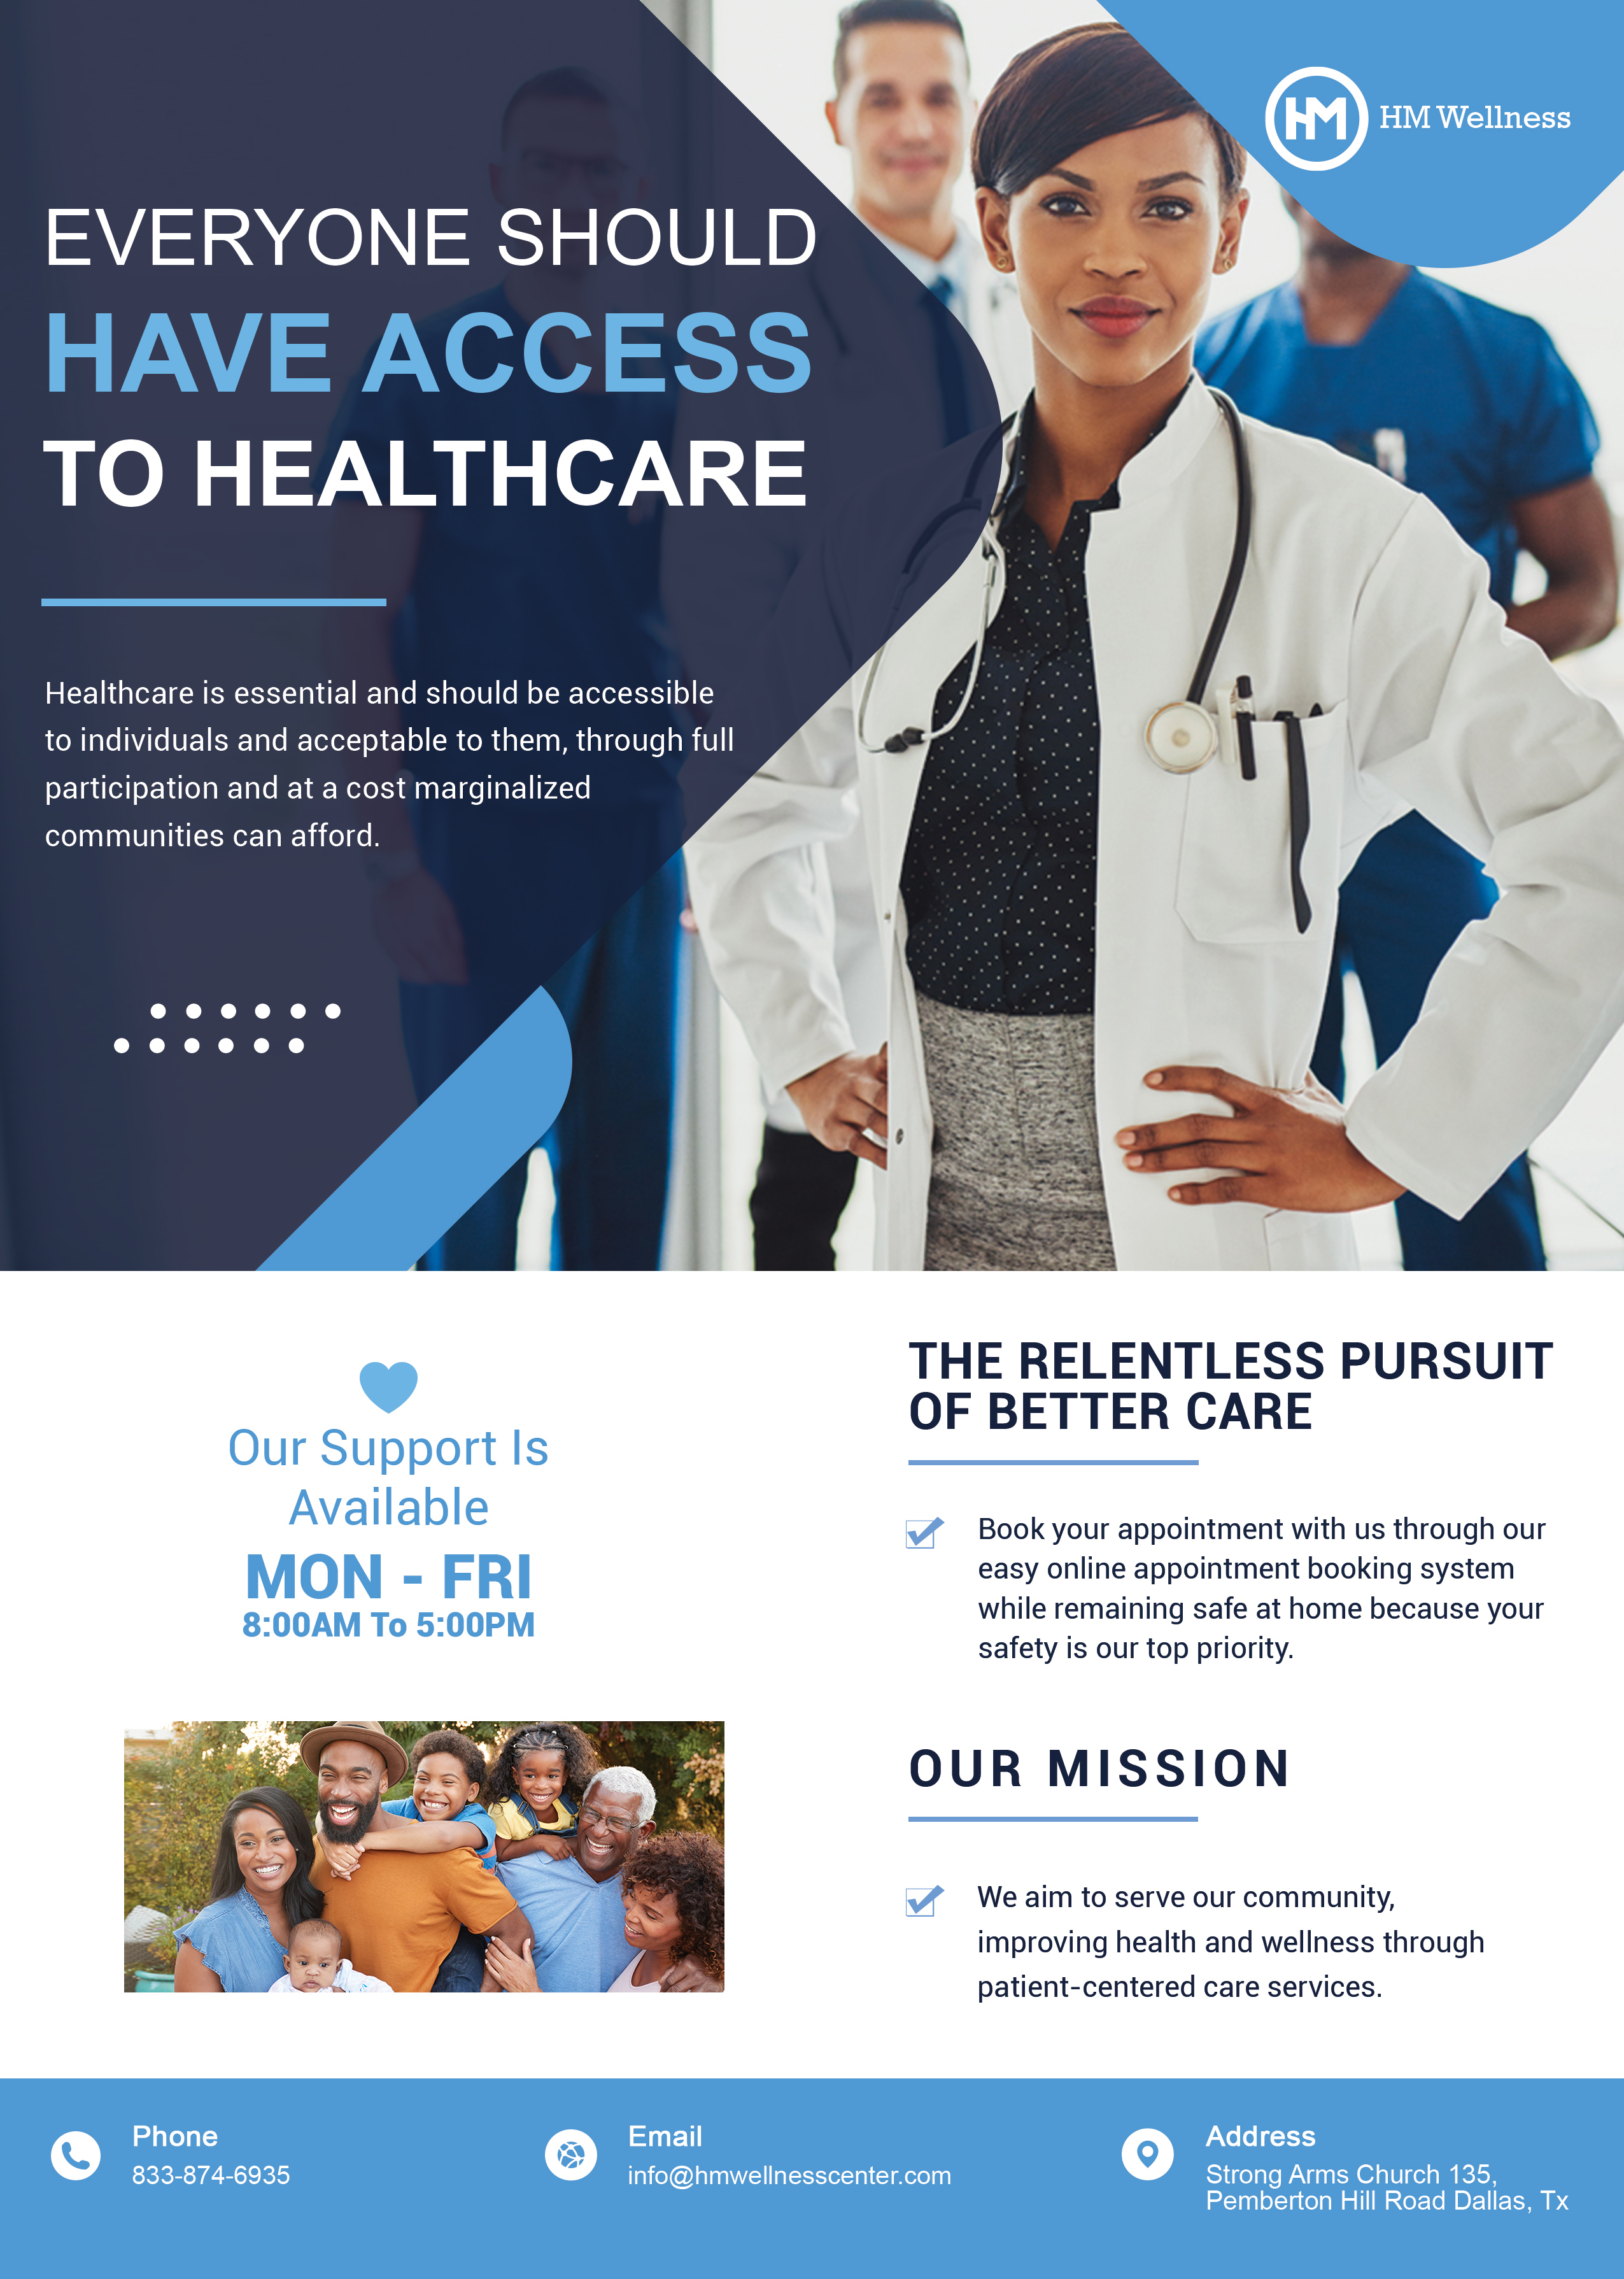 HM HM Wellness
EVERYONE SHOULD
HAVE ACCESS
TO HEALTHCARE
Healthcare is essential and should be accessible
to individuals and acceptable to them, through full
participation and at a cost marginalized
communities can afford.
Our Support Is
Available
MON - FRI
8:00AM To 5:00PM
THE RELENTLESS PURSUIT
OF BETTER CARE
Book your appointment with us through our
easy online appointment booking system
while remaining safe at home because your
safety is our top priority.
OUR MISSION
We aim to serve our community,
improving health and wellness through
patient-centered care services.
Phone
833-874-6935
Email
info@hmwellnesscenter.com
Address
Strong Arms Church 135,
Pemberton Hill Road Dallas, Tx